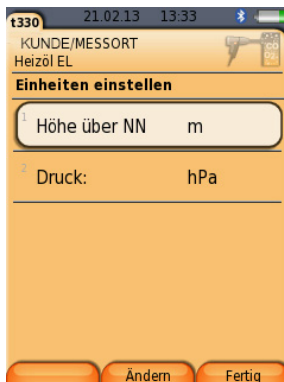 t330 21.02.13 13:33
KUNDE/MESSORT
Heizöl EL
Einheiten einstellen
1 Höhe über NN m
2 Druck: hPa
Ändern Fertig